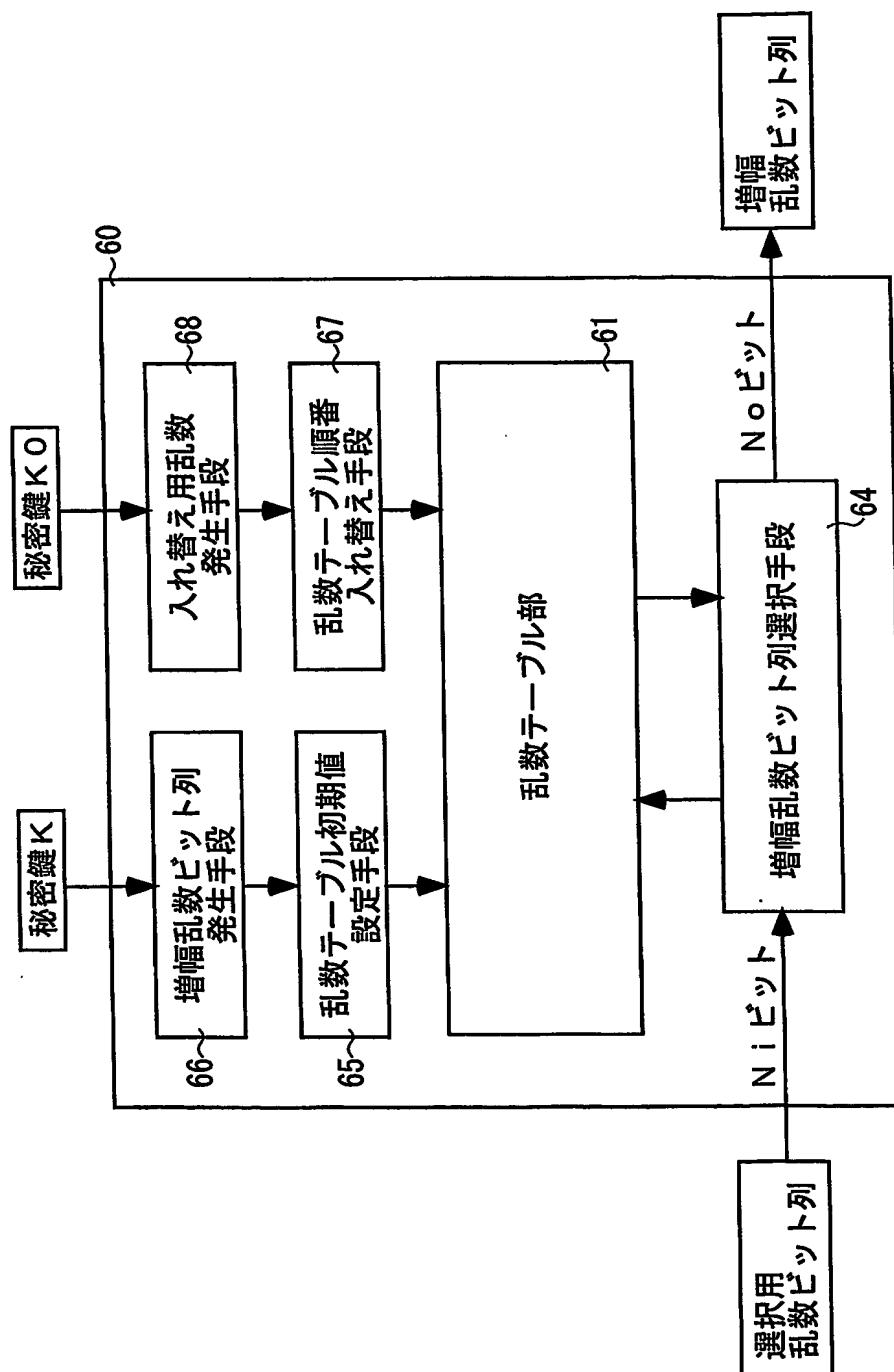 秘密鍵K
秘密鍵K0
60
増幅乱数ビット列
発生手段
66
入れ替え用乱数
発生手段
68
乱数テーブル初期値
設定手段
65
乱数テーブル順番
入れ替え手段
67
乱数テーブル部
61
選択用
乱数ビット列
Niビット
増幅乱数ビット列選択手段
64
Noビット
増幅
乱数ビット列